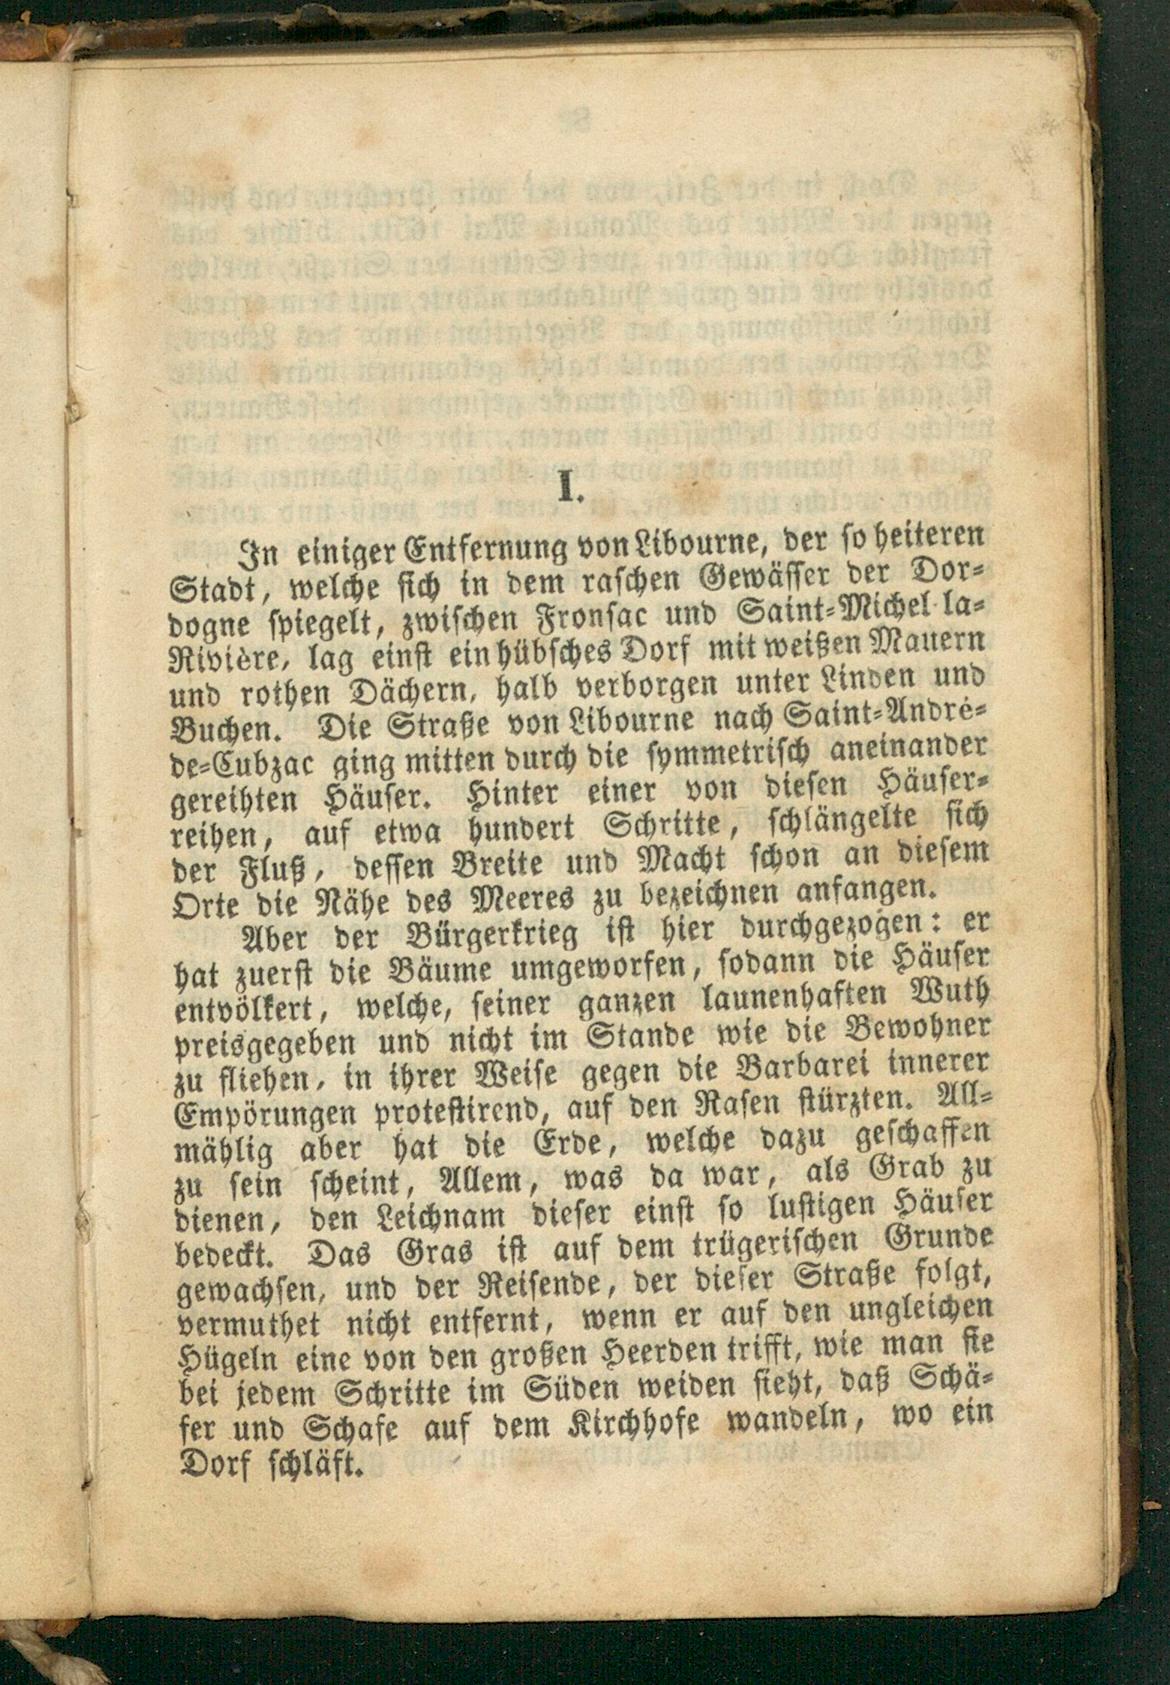 I.
In einiger Entfernung von Libourne, der so heiteren
Stadt, welche sich in dem raschen Gewässer der Dor-
dogne spiegelt, zwischen Fronsac und Saint-Michel-la-
Rivière, lag einst ein hübsches Dorf mit weißen Mauern
und rothen Dächern, halb verborgen unter Linden und
Buchen. Die Straße von Libourne nach Saint-André-
de-Cubzac ging mitten durch die symmetrisch aneinander
gereihten Häuser. Hinter einer von diesen Häuser-
reihen, auf etwa hundert Schritte, schlängelte sich
der Fluß, dessen Breite und Macht schon an diesem
Orte die Nähe des Meeres zu bezeichnen anfangen.
Aber der Bürgerkrieg ist hier durchgezogen: er
hat zuerst die Bäume umgeworfen, sodann die Häuser
entvölkert, welche, seiner ganzen launenhaften Wuth
preisgegeben und nicht im Stande wie die Bewohner
zu fliehen, in ihrer Weise gegen die Barbarei innerer
Empörungen protestirend, auf den Rasen stürzten. All-
mählig aber hat die Erde, welche dazu geschaffen
zu sein scheint, Allem, was da war, als Grab zu
dienen, den Leichnam dieser einst so lustigen Häuser
bedeckt. Das Gras ist auf dem trügerischen Grunde
gewachsen, und der Reisende, der dieser Straße folgt,
vermuthet nicht entfernt, wenn er auf den ungleichen
Hügeln eine von den großen Heerden trifft, wie man sie
bei jedem Schritte im Süden weiden sieht, daß Schä-
fer und Schafe auf dem Kirchhofe wandeln, wo ein
Dorf schläft.